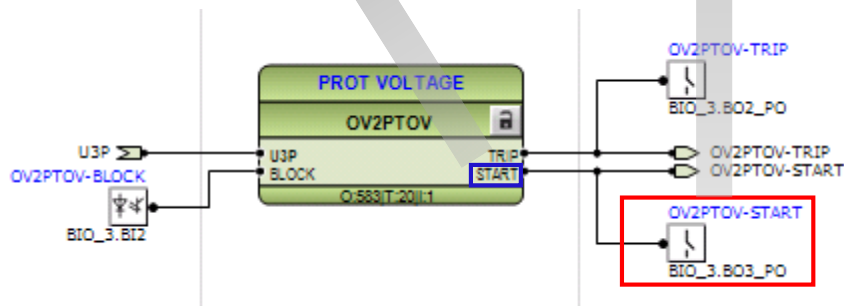 OV2PTOV-TRIP
BIO_3.BO2_PO
PROT VOLTAGE
OV2PTOV
U3P
U3P
TRIP
OV2PTOV-TRIP
OV2PTOV-BLOCK
BLOCK
START
OV2PTOV-START
O:583|T:20|I:1
BIO_3.BI2
OV2PTOV-START
BIO_3.BO3_PO